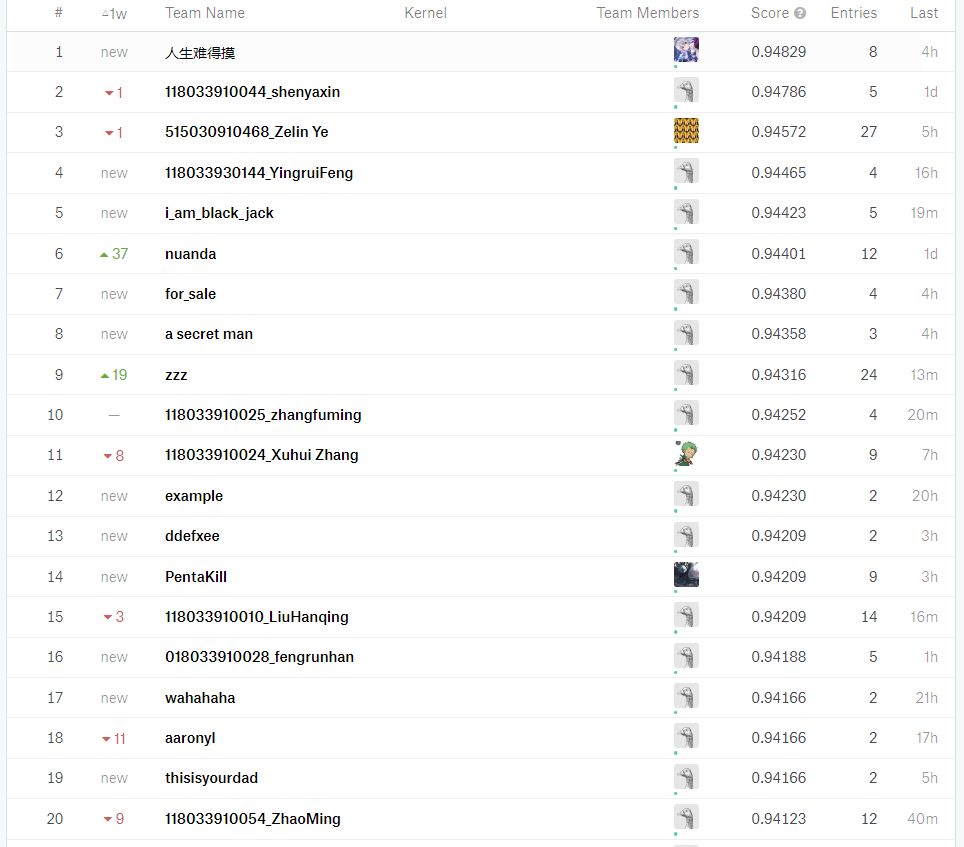 # △1w Team Name Kernel Team Members Score ? Entries Last
1 new 人生难得摸 0.94829 8 4h
2 ▼1 118033910044_shenyaxin 0.94786 5 1d
3 ▼1 515030910468_Zelin Ye 0.94572 27 5h
4 new 118033930144_YingruiFeng 0.94465 4 16h
5 new i_am_black_jack 0.94423 5 19m
6 ▲37 nuanda 0.94401 12 1d
7 new for_sale 0.94380 4 4h
8 new a secret man 0.94358 3 4h
9 ▲19 zzz 0.94316 24 13m
10 — 118033910025_zhangfuming 0.94252 4 20m
11 ▼8 118033910024_Xuhui Zhang 0.94230 9 7h
12 new example 0.94230 2 20h
13 new ddefxee 0.94209 2 3h
14 new PentaKill 0.94209 9 3h
15 ▼3 118033910010_LiuHanqing 0.94209 14 16m
16 new 018033910028_fengrunhan 0.94188 5 1h
17 new wahahaha 0.94166 2 21h
18 ▼11 aaronyl 0.94166 2 17h
19 new thisisyourdad 0.94166 2 5h
20 ▼9 118033910054_ZhaoMing 0.94123 12 40m